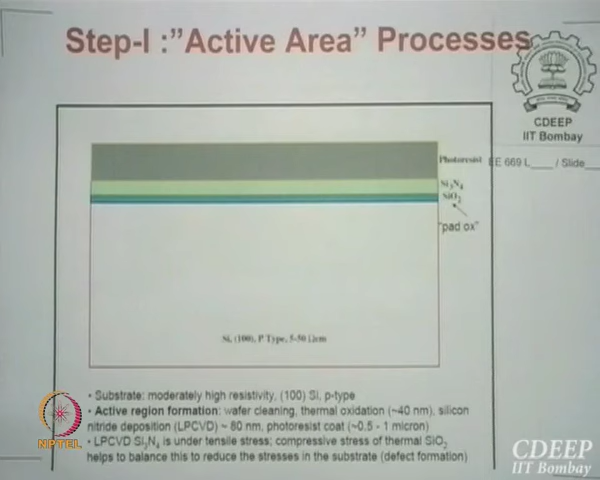 Step-I :"Active Area" Processes
CDEEP
IIT Bombay
EE 669 L____ / Slide__
Photoresist
Si₃N₄
SiO₂
"pad ox"
Si, (100), P Type, 5-50 Ωcm
• Substrate: moderately high resistivity, (100) Si, p-type
• Active region formation: wafer cleaning, thermal oxidation (~40 nm), silicon
nitride deposition (LPCVD) ~ 80 nm, photoresist coat (~0.5 - 1 micron)
• LPCVD Si₃N₄ is under tensile stress; compressive stress of thermal SiO₂
helps to balance this to reduce the stresses in the substrate (defect formation)
NPTEL
CDEEP
IIT Bombay